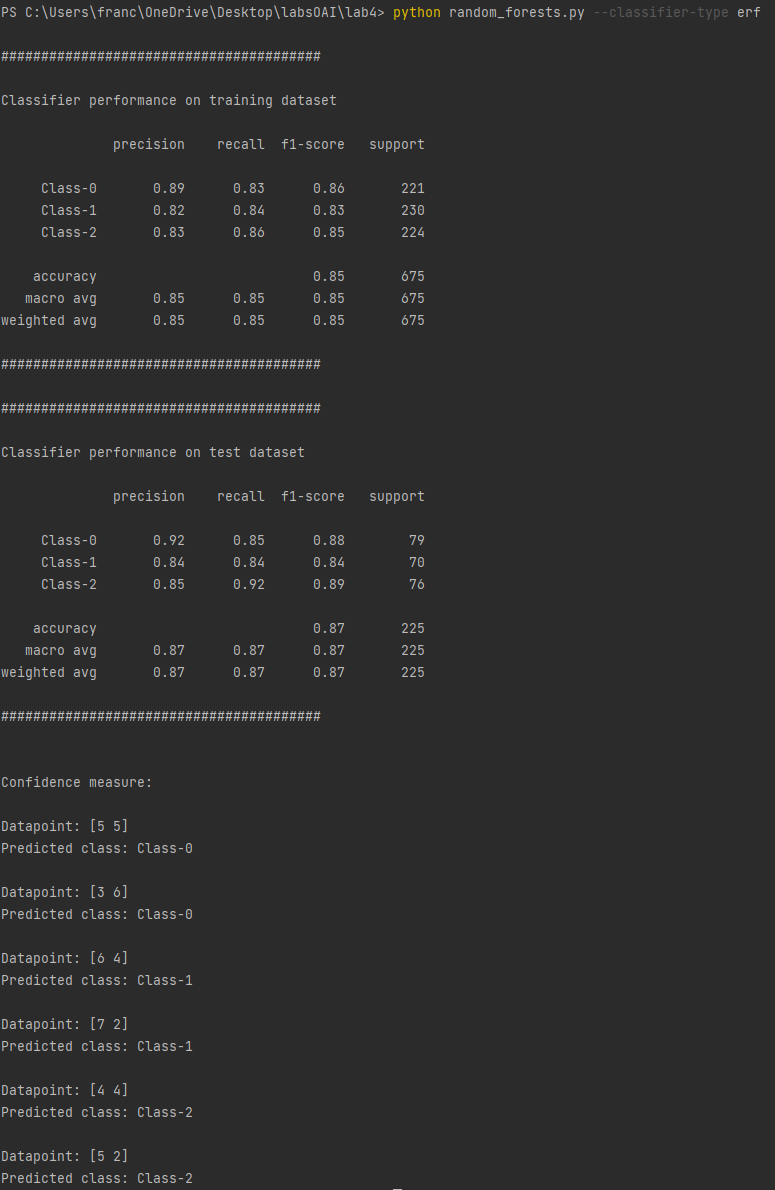 PS C:\Users\franc\OneDrive\Desktop\labsOAI\lab4> python random_forests.py --classifier-type erf
########################################
Classifier performance on training dataset
precision recall f1-score support
Class-0 0.89 0.83 0.86 221
Class-1 0.82 0.84 0.83 230
Class-2 0.83 0.86 0.85 224
accuracy 0.85 675
macro avg 0.85 0.85 0.85 675
weighted avg 0.85 0.85 0.85 675
########################################
########################################
Classifier performance on test dataset
precision recall f1-score support
Class-0 0.92 0.85 0.88 79
Class-1 0.84 0.84 0.84 70
Class-2 0.85 0.92 0.89 76
accuracy 0.87 225
macro avg 0.87 0.87 0.87 225
weighted avg 0.87 0.87 0.87 225
########################################
Confidence measure:
Datapoint: [5 5]
Predicted class: Class-0
Datapoint: [3 6]
Predicted class: Class-0
Datapoint: [6 4]
Predicted class: Class-1
Datapoint: [7 2]
Predicted class: Class-1
Datapoint: [4 4]
Predicted class: Class-2
Datapoint: [5 2]
Predicted class: Class-2